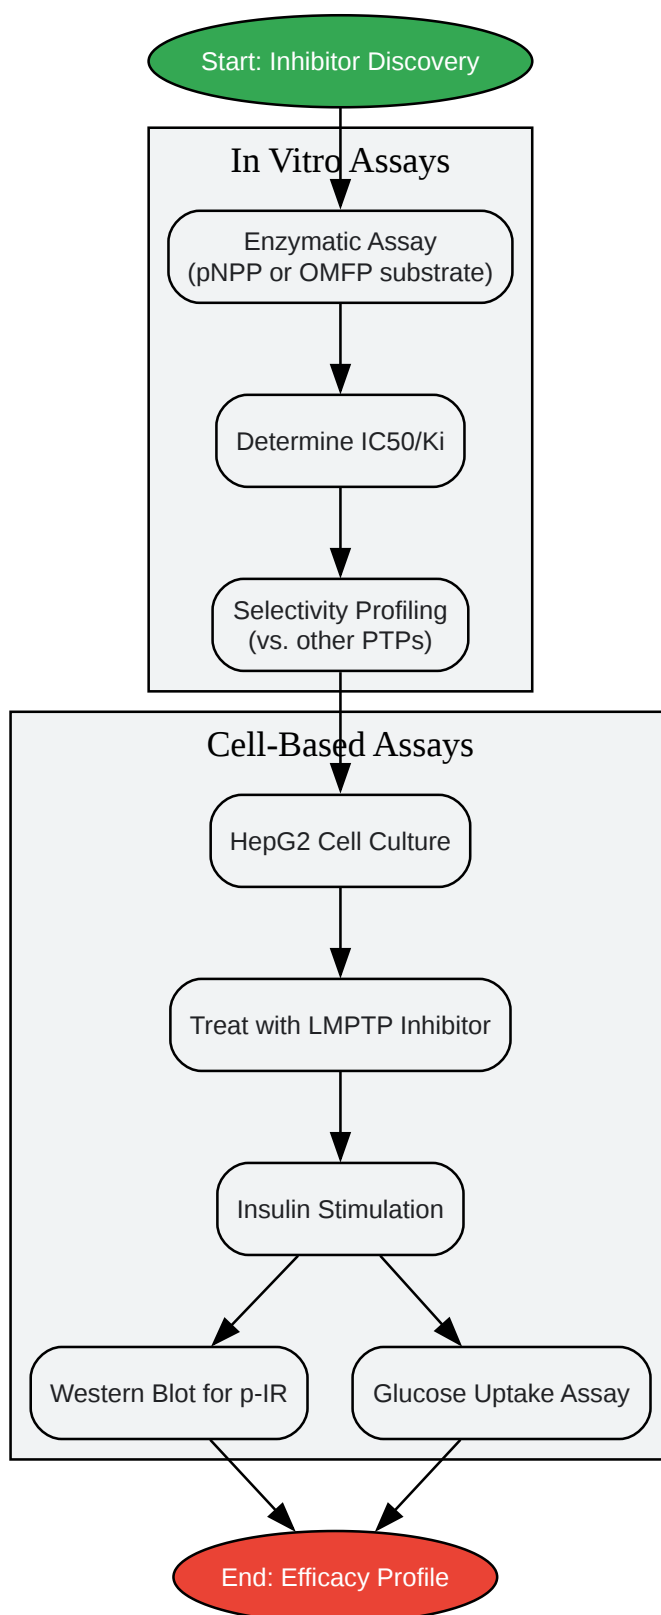 Start: Inhibitor Discovery
In Vitro Assays
Enzymatic Assay
(pNPP or OMFP substrate)
Determine IC50/Ki
Selectivity Profiling
(vs. other PTPs)
Cell-Based Assays
HepG2 Cell Culture
Treat with LMPTP Inhibitor
Insulin Stimulation
Western Blot for p-IR
Glucose Uptake Assay
End: Efficacy Profile